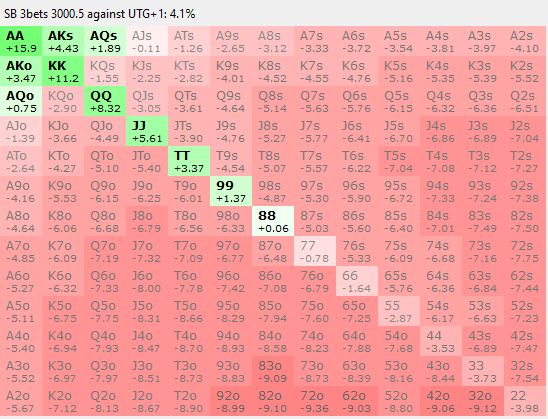 SB 3bets 3000.5 against UTG+1: 4.1%
AA AKs AQs AJs ATs A9s A8s A7s A6s A5s A4s A3s A2s
+15.9 +4.43 +1.89 -0.11 -1.26 -2.65 -3.12 -3.33 -3.72 -3.54 -3.81 -3.97 -4.10
AKo KK KQs KJs KTs K9s K8s K7s K6s K5s K4s K3s K2s
+3.47 +11.2 -1.55 -2.25 -2.82 -4.01 -4.52 -4.55 -4.76 -5.16 -5.35 -5.39 -5.52
AQo KQo QQ QJs QTs Q9s Q8s Q7s Q6s Q5s Q4s Q3s Q2s
+0.75 -2.90 +8.32 -3.05 -3.61 -4.64 -5.14 -5.63 -5.76 -6.15 -6.32 -6.36 -6.51
AJo KJo QJo JJ JTs J9s J8s J7s J6s J5s J4s J3s J2s
-1.39 -3.66 -4.49 +5.61 -3.90 -4.76 -5.27 -5.77 -6.41 -6.70 -6.86 -6.89 -7.04
ATo KTo QTo JTo TT T9s T8s T7s T6s T5s T4s T3s T2s
-2.64 -4.27 -5.10 -5.40 +3.37 -4.54 -5.07 -5.57 -6.22 -7.04 -7.08 -7.12 -7.27
A9o K9o Q9o J9o T9o 99 98s 97s 96s 95s 94s 93s 92s
-4.16 -5.53 -6.15 -6.25 -6.01 +1.37 -4.87 -5.30 -5.90 -6.72 -7.33 -7.24 -7.38
A8o K8o Q8o J8o T8o 98o 88 87s 86s 85s 84s 83s 82s
-4.64 -6.06 -6.68 -6.79 -6.56 -6.33 +0.06 -5.03 -5.60 -6.40 -7.01 -7.49 -7.50
A7o K7o Q7o J7o T7o 97o 87o 77 76s 75s 74s 73s 72s
-4.85 -6.09 -7.19 -7.32 -7.09 -6.77 -6.48 -0.78 -5.33 -6.09 -6.68 -7.16 -7.75
A6o K6o Q6o J6o T6o 96o 86o 76o 66 65s 64s 63s 62s
-5.27 -6.32 -7.33 -8.00 -7.78 -7.42 -7.08 -6.79 -1.64 -5.76 -6.36 -6.84 -7.44
A5o K5o Q5o J5o T5o 95o 85o 75o 65o 55 54s 53s 52s
-5.11 -6.75 -7.75 -8.31 -8.66 -8.29 -7.94 -7.60 -7.25 -2.87 -6.17 -6.63 -7.23
A4o K4o Q4o J4o T4o 94o 84o 74o 64o 54o 44 43s 42s
-5.40 -6.94 -7.93 -8.47 -8.70 -8.93 -8.58 -8.23 -7.88 -7.68 -3.53 -6.89 -7.47
A3o K3o Q3o J3o T3o 93o 83o 73o 63o 53o 43o 33 32s
-5.52 -6.97 -7.97 -8.51 -8.73 -8.83 -9.09 -8.73 -8.39 -8.16 -8.44 -3.73 -7.54
A2o K2o Q2o J2o T2o 92o 82o 72o 62o 52o 42o 32o 22
-5.67 -7.12 -8.13 -8.67 -8.90 -8.99 -9.10 -9.36 -9.03 -8.80 -9.06 -9.12 -3.98